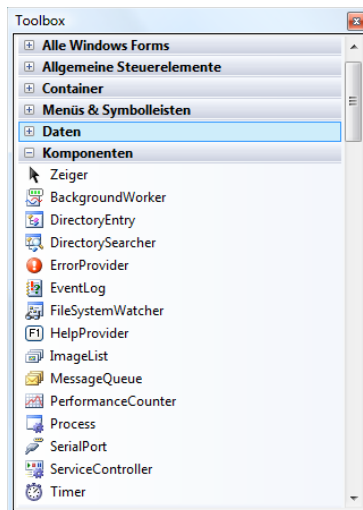 Toolbox
Alle Windows Forms
Allgemeine Steuerelemente
Container
Menüs & Symbolleisten
Daten
Komponenten
Zeiger
BackgroundWorker
DirectoryEntry
DirectorySearcher
ErrorProvider
EventLog
FileSystemWatcher
F1 HelpProvider
ImageList
MessageQueue
PerformanceCounter
Process
SerialPort
ServiceController
Timer